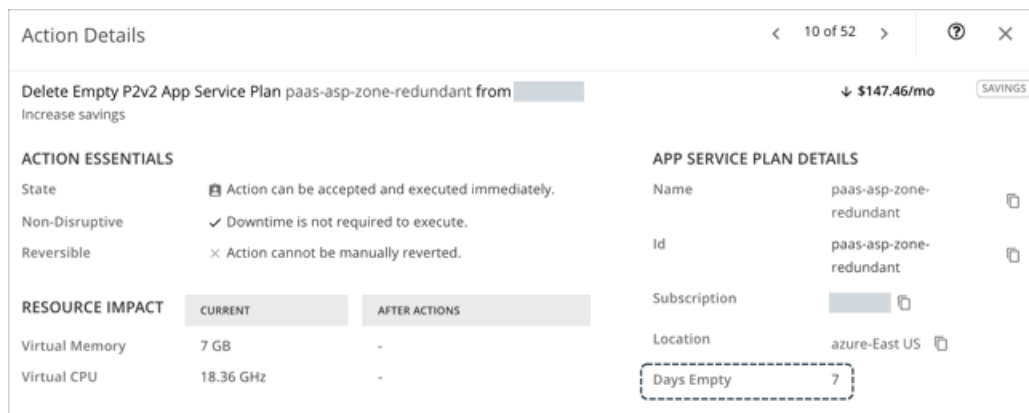 Action Details
10 of 52
Delete Empty P2v2 App Service Plan paas-asp-zone-redundant from
↓ $147.46/mo
SAVINGS
Increase savings
ACTION ESSENTIALS
State
Action can be accepted and executed immediately.
Non-Disruptive
✓ Downtime is not required to execute.
Reversible
× Action cannot be manually reverted.
RESOURCE IMPACT
CURRENT
AFTER ACTIONS
Virtual Memory
7 GB
-
Virtual CPU
18.36 GHz
-
APP SERVICE PLAN DETAILS
Name
paas-asp-zone-
redundant
Id
paas-asp-zone-
redundant
Subscription
Location
azure-East US
Days Empty
7